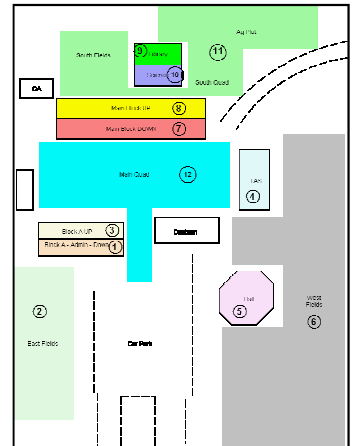 Ag Plot
9
Library
11
South Fields
Science
10
South Quad
OA
Main Block UP
8
Main Block DOWN
7
Main Quad
12
TAS
4
Block A UP
3
Block A - Admin - Down
1
Hall
5
2
West
Fields
6
East Fields
Car Park